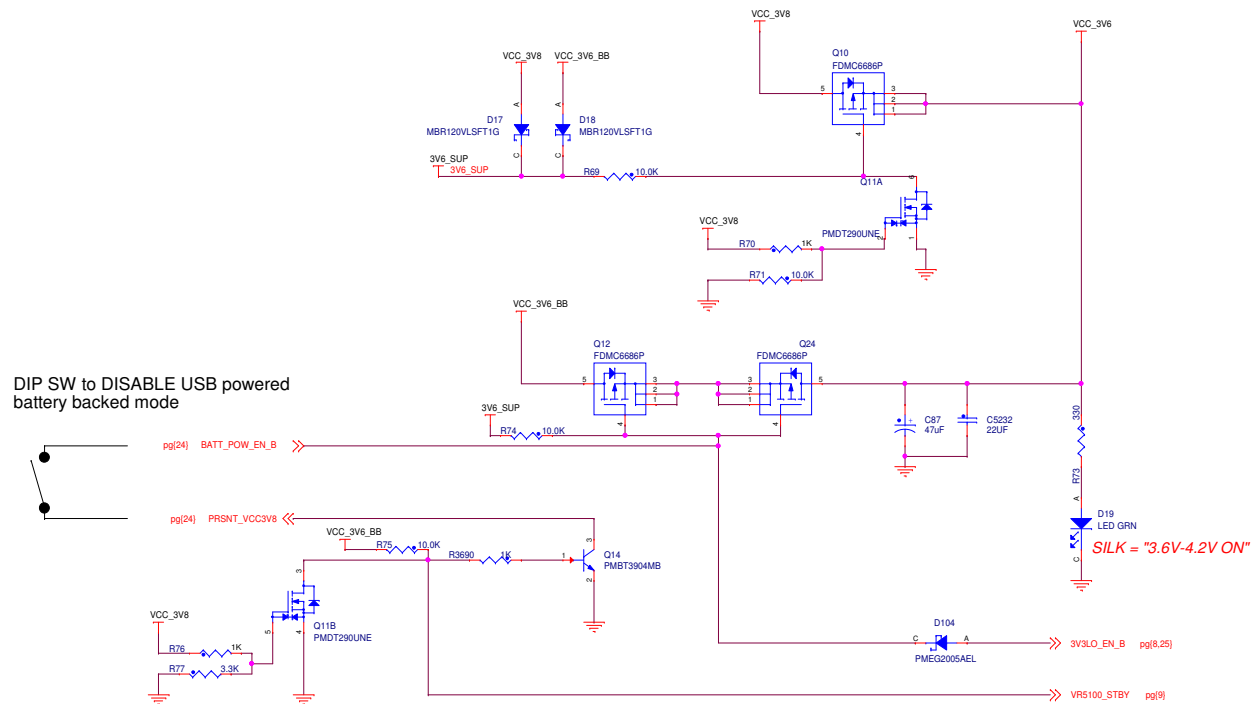 VCC_3V8
VCC_3V6
VCC_3V8
VCC_3V6_BB
Q10
FDMC6686P
5
3
2
1
4
A
A
D17
MBR120VLSFT1G
D18
MBR120VLSFT1G
C
C
3V6_SUP
3V6_SUP
R69
10.0K
Q11A
6
VCC_3V8
PMDT290UNE
2
1
R70
1K
R71
10.0K
VCC_3V6_BB
Q12
FDMC6686P
Q24
FDMC6686P
5
3
2
1
4
3
2
1
5
4
DIP SW to DISABLE USB powered
battery backed mode
3V6_SUP
R74
10.0K
C87
47uF
C5232
22UF
330
R73
pg{24}
BATT_POW_EN_B
pg{24}
PRSNT_VCC3V8
A
D19
LED GRN
C
SILK = "3.6V-4.2V ON"
VCC_3V6_BB
R75
10.0K
R3690
1K
3
1
2
Q14
PMBT3904MB
3
5
4
Q11B
PMDT290UNE
VCC_3V8
R76
1K
R77
3.3K
D104
C
A
PMEG2005AEL
3V3LO_EN_B
pg{8,25}
VR5100_STBY
pg{9}